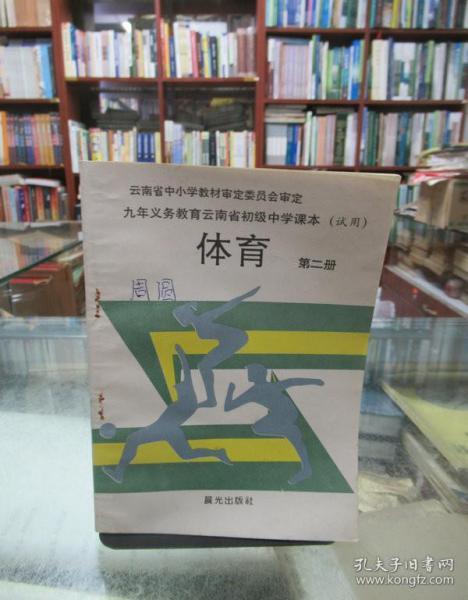 云南省中小学教材审定委员会审定
九年义务教育云南省初级中学课本（试用）
体育 第二册
晨光出版社
孔夫子旧书网
www.kongfz.com